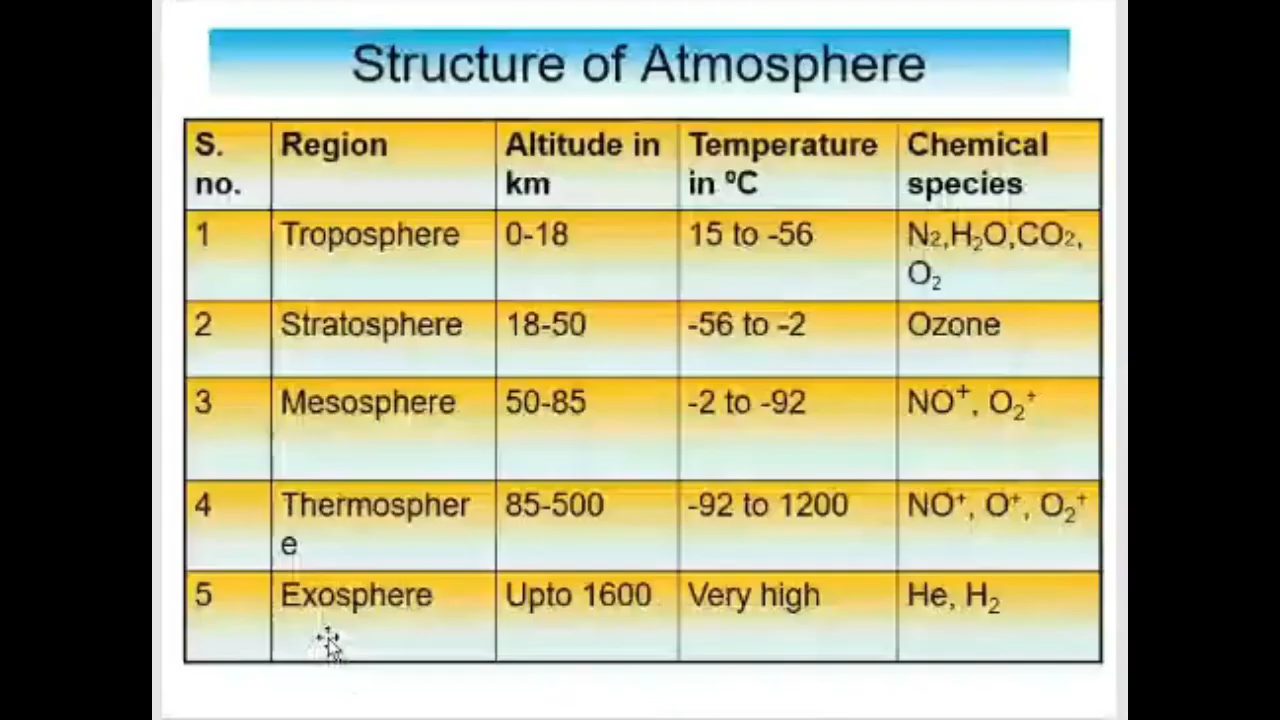 Structure of Atmosphere
S. no. Region Altitude in km Temperature in ºC Chemical species
1 Troposphere 0-18 15 to -56 N₂,H₂O,CO₂, O₂
2 Stratosphere 18-50 -56 to -2 Ozone
3 Mesosphere 50-85 -2 to -92 NO⁺, O₂⁺
4 Thermosphere 85-500 -92 to 1200 NO⁺, O⁺, O₂⁺
5 Exosphere Upto 1600 Very high He, H₂